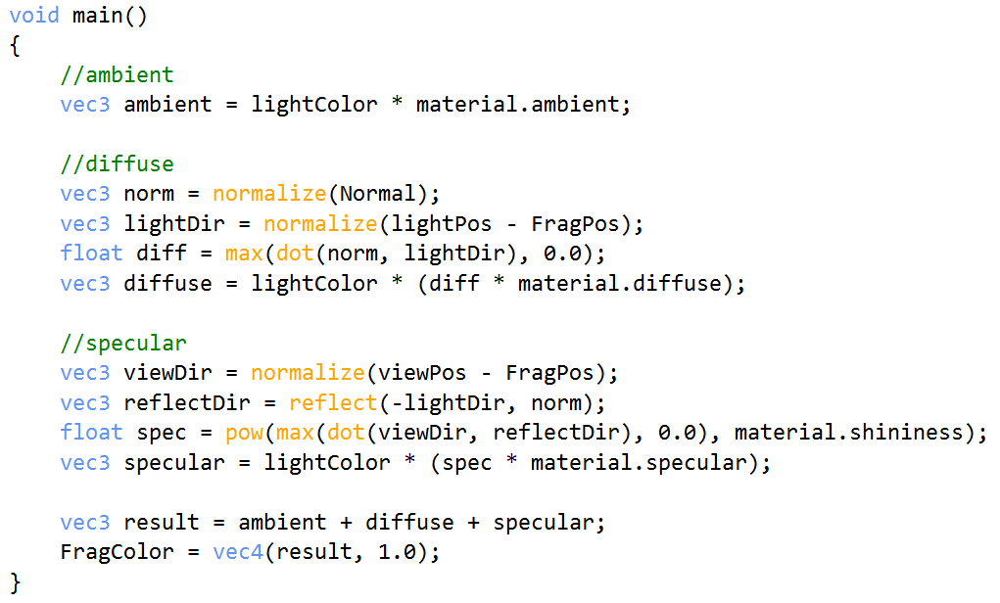 void main()
{
    //ambient
    vec3 ambient = lightColor * material.ambient;

    //diffuse
    vec3 norm = normalize(Normal);
    vec3 lightDir = normalize(lightPos - FragPos);
    float diff = max(dot(norm, lightDir), 0.0);
    vec3 diffuse = lightColor * (diff * material.diffuse);

    //specular
    vec3 viewDir = normalize(viewPos - FragPos);
    vec3 reflectDir = reflect(-lightDir, norm);
    float spec = pow(max(dot(viewDir, reflectDir), 0.0), material.shininess);
    vec3 specular = lightColor * (spec * material.specular);

    vec3 result = ambient + diffuse + specular;
    FragColor = vec4(result, 1.0);
}